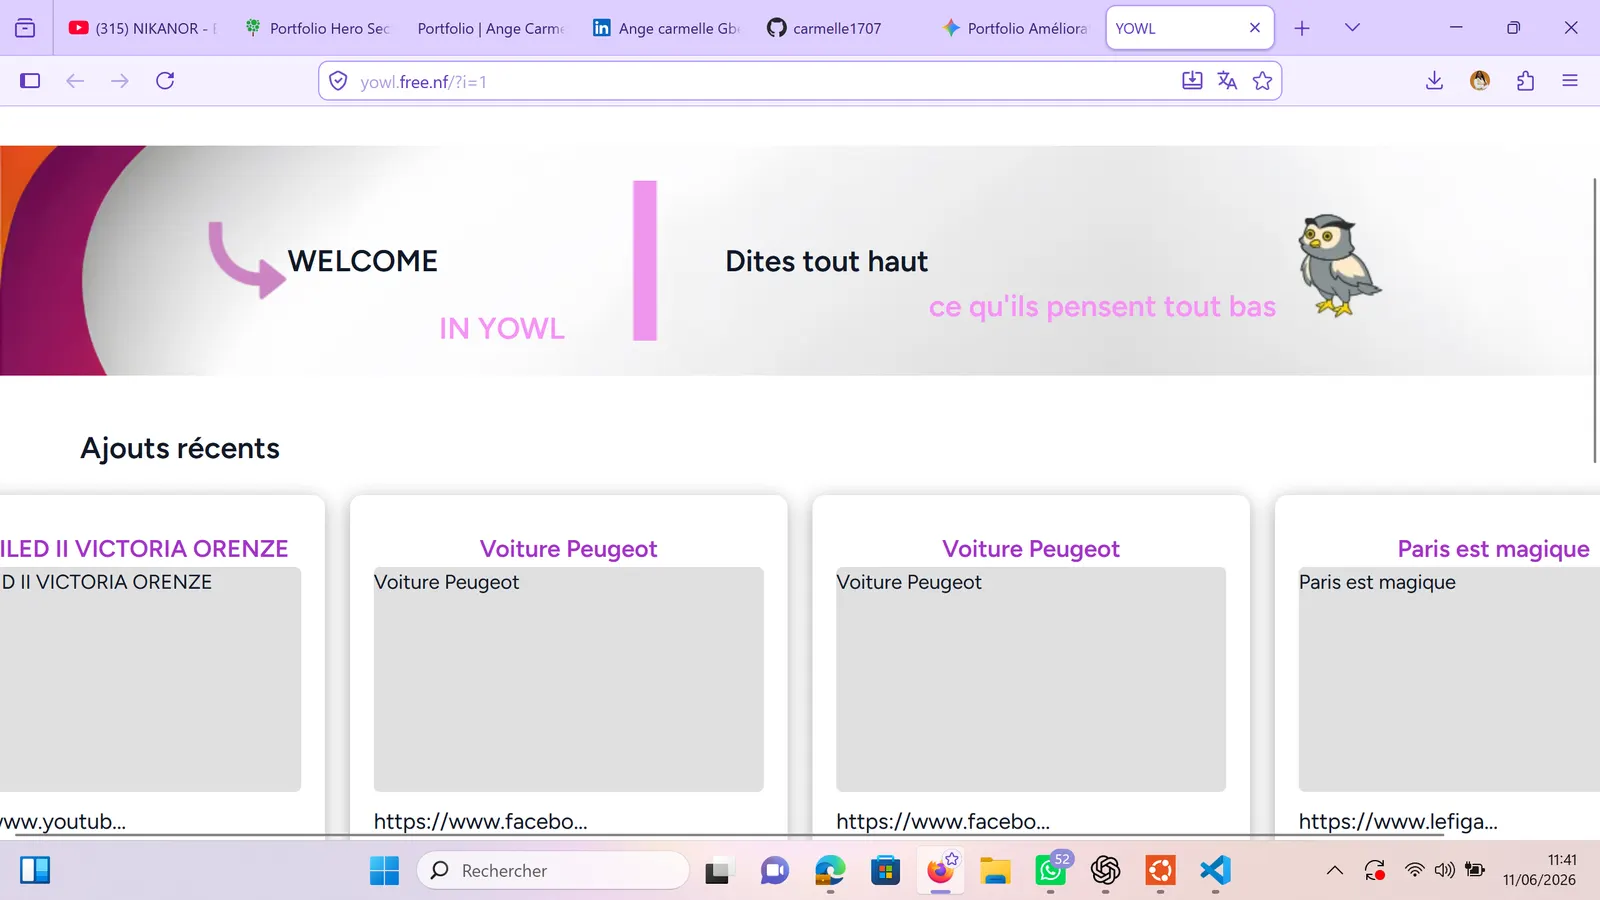 (315) NIKANOR -
Portfolio Hero Sec
Portfolio | Ange Carme
in Ange carmelle Gb
carmelle1707
Portfolio Améliora
YOWL
yowl.free.nf/?i=1
WELCOME
IN YOWL
Dites tout haut
ce qu'ils pensent tout bas
Ajouts récents
ILED II VICTORIA ORENZE
D II VICTORIA ORENZE
www.youtub...
Voiture Peugeot
Voiture Peugeot
https://www.facebo...
Voiture Peugeot
Voiture Peugeot
https://www.facebo...
Paris est magique
Paris est magique
https://www.lefiga...
Rechercher
52
11:41
11/06/2026